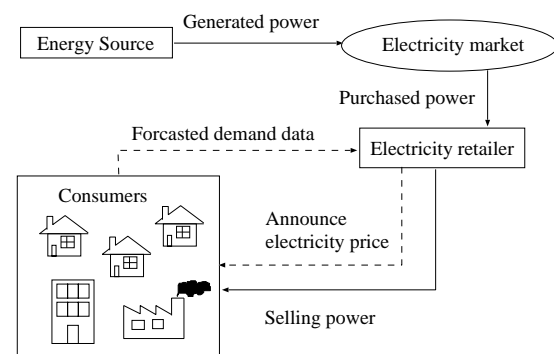 Generated power
Energy Source
Electricity market
Purchased power
Forcasted demand data
Electricity retailer
Consumers
Announce
electricity price
Selling power